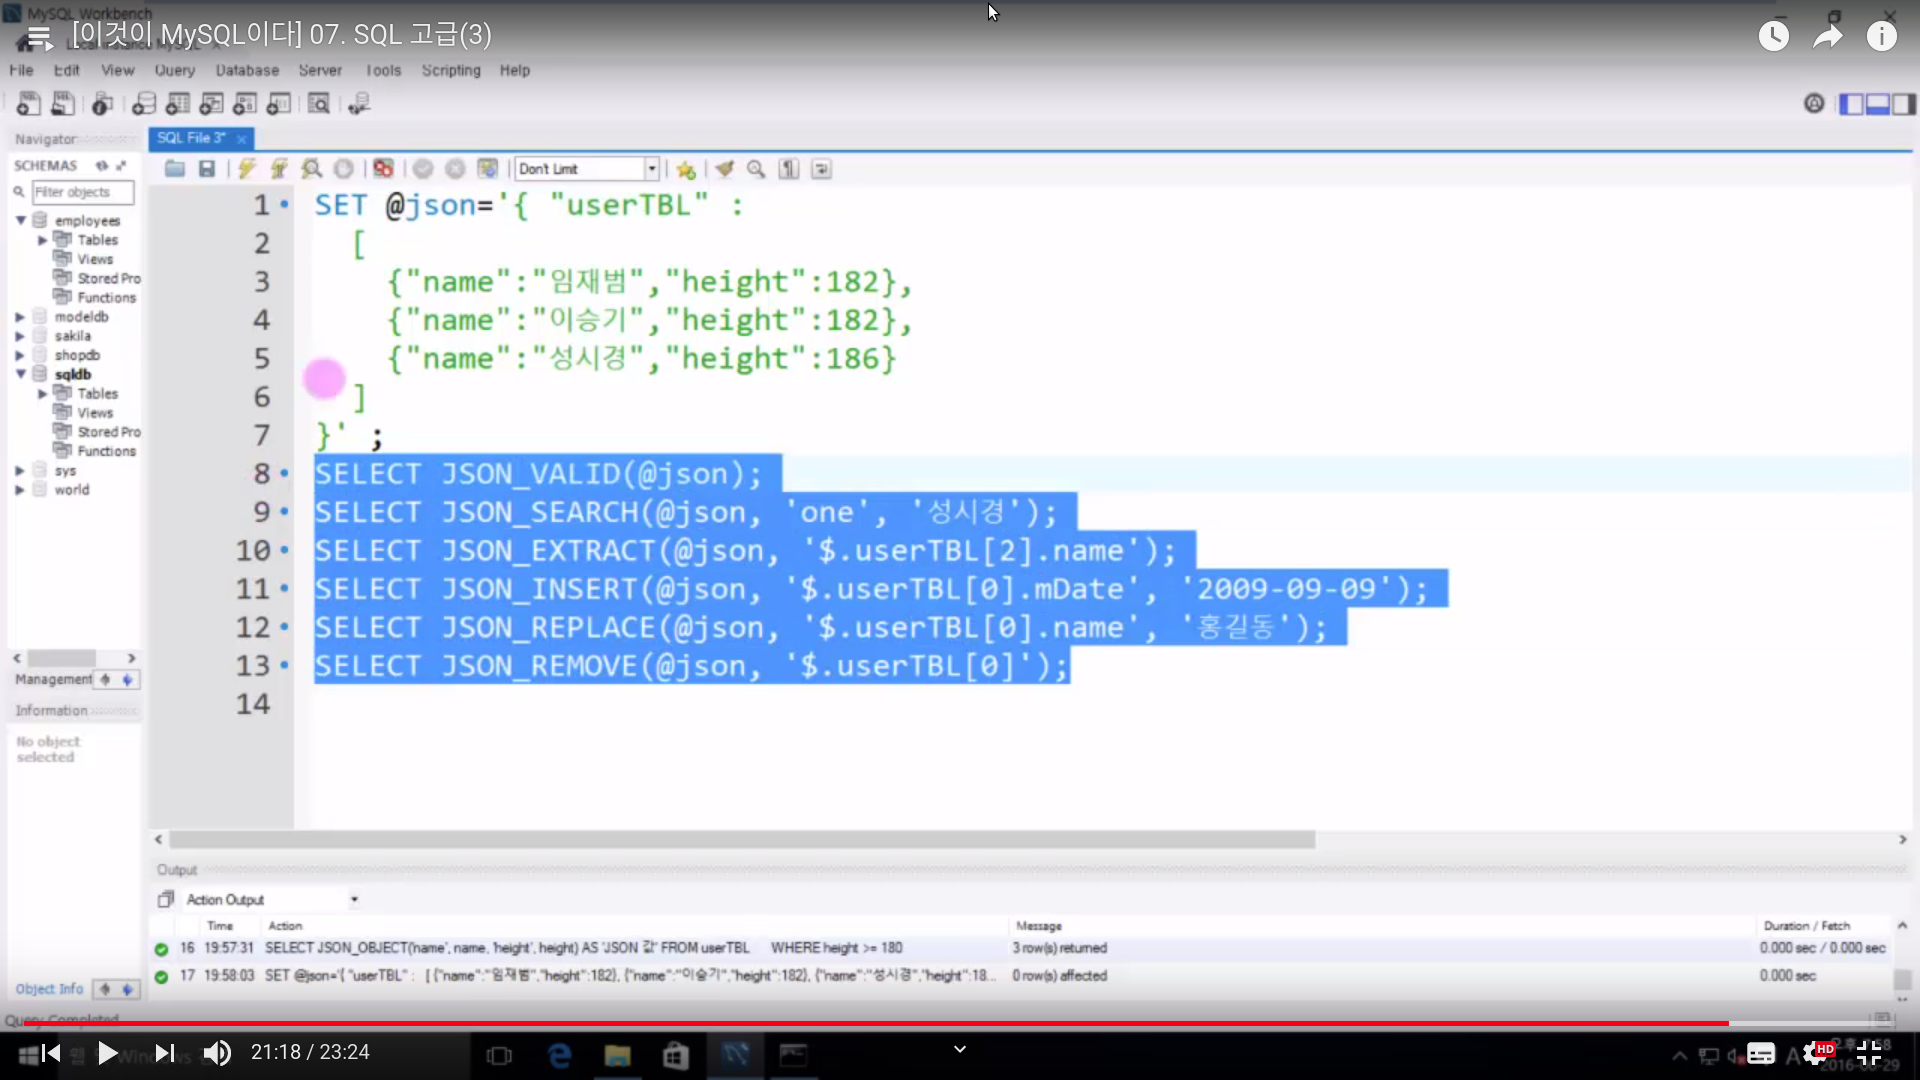 MySQL Workbench
[이것이 MySQL이다] 07. SQL 고급(3)
File Edit View Query Database Server Tools Scripting Help
Navigator
SQL File 3*
SCHEMAS
Don't Limit
Filter objects
employees
Tables
Views
Stored Pro
Functions
modeldb
sakila
shopdb
sqldb
Tables
Views
Stored Pro
Functions
sys
world
Management
Information
No object
selected
Object Info
1 SET @json='{ "userTBL" :
2 [
3 {"name":"임재범","height":182},
4 {"name":"이승기","height":182},
5 {"name":"성시경","height":186}
6 ]
7 }' ;
8 SELECT JSON_VALID(@json);
9 SELECT JSON_SEARCH(@json, 'one', '성시경');
10 SELECT JSON_EXTRACT(@json, '$.userTBL[2].name');
11 SELECT JSON_INSERT(@json, '$.userTBL[0].mDate', '2009-09-09');
12 SELECT JSON_REPLACE(@json, '$.userTBL[0].name', '홍길동');
13 SELECT JSON_REMOVE(@json, '$.userTBL[0]');
14
Output
Action Output
Time Action Message Duration / Fetch
16 19:57:31 SELECT JSON_OBJECT('name', name, 'height', height) AS 'JSON 값' FROM userTBL WHERE height >= 180 3 row(s) returned 0.000 sec / 0.000 sec
17 19:58:03 SET @json='{ "userTBL" : [ {"name":"임재범","height":182}, {"name":"이승기","height":182}, {"name":"성시경","height":18... 0 row(s) affected 0.000 sec
Query Completed
21:18 / 23:24
HD